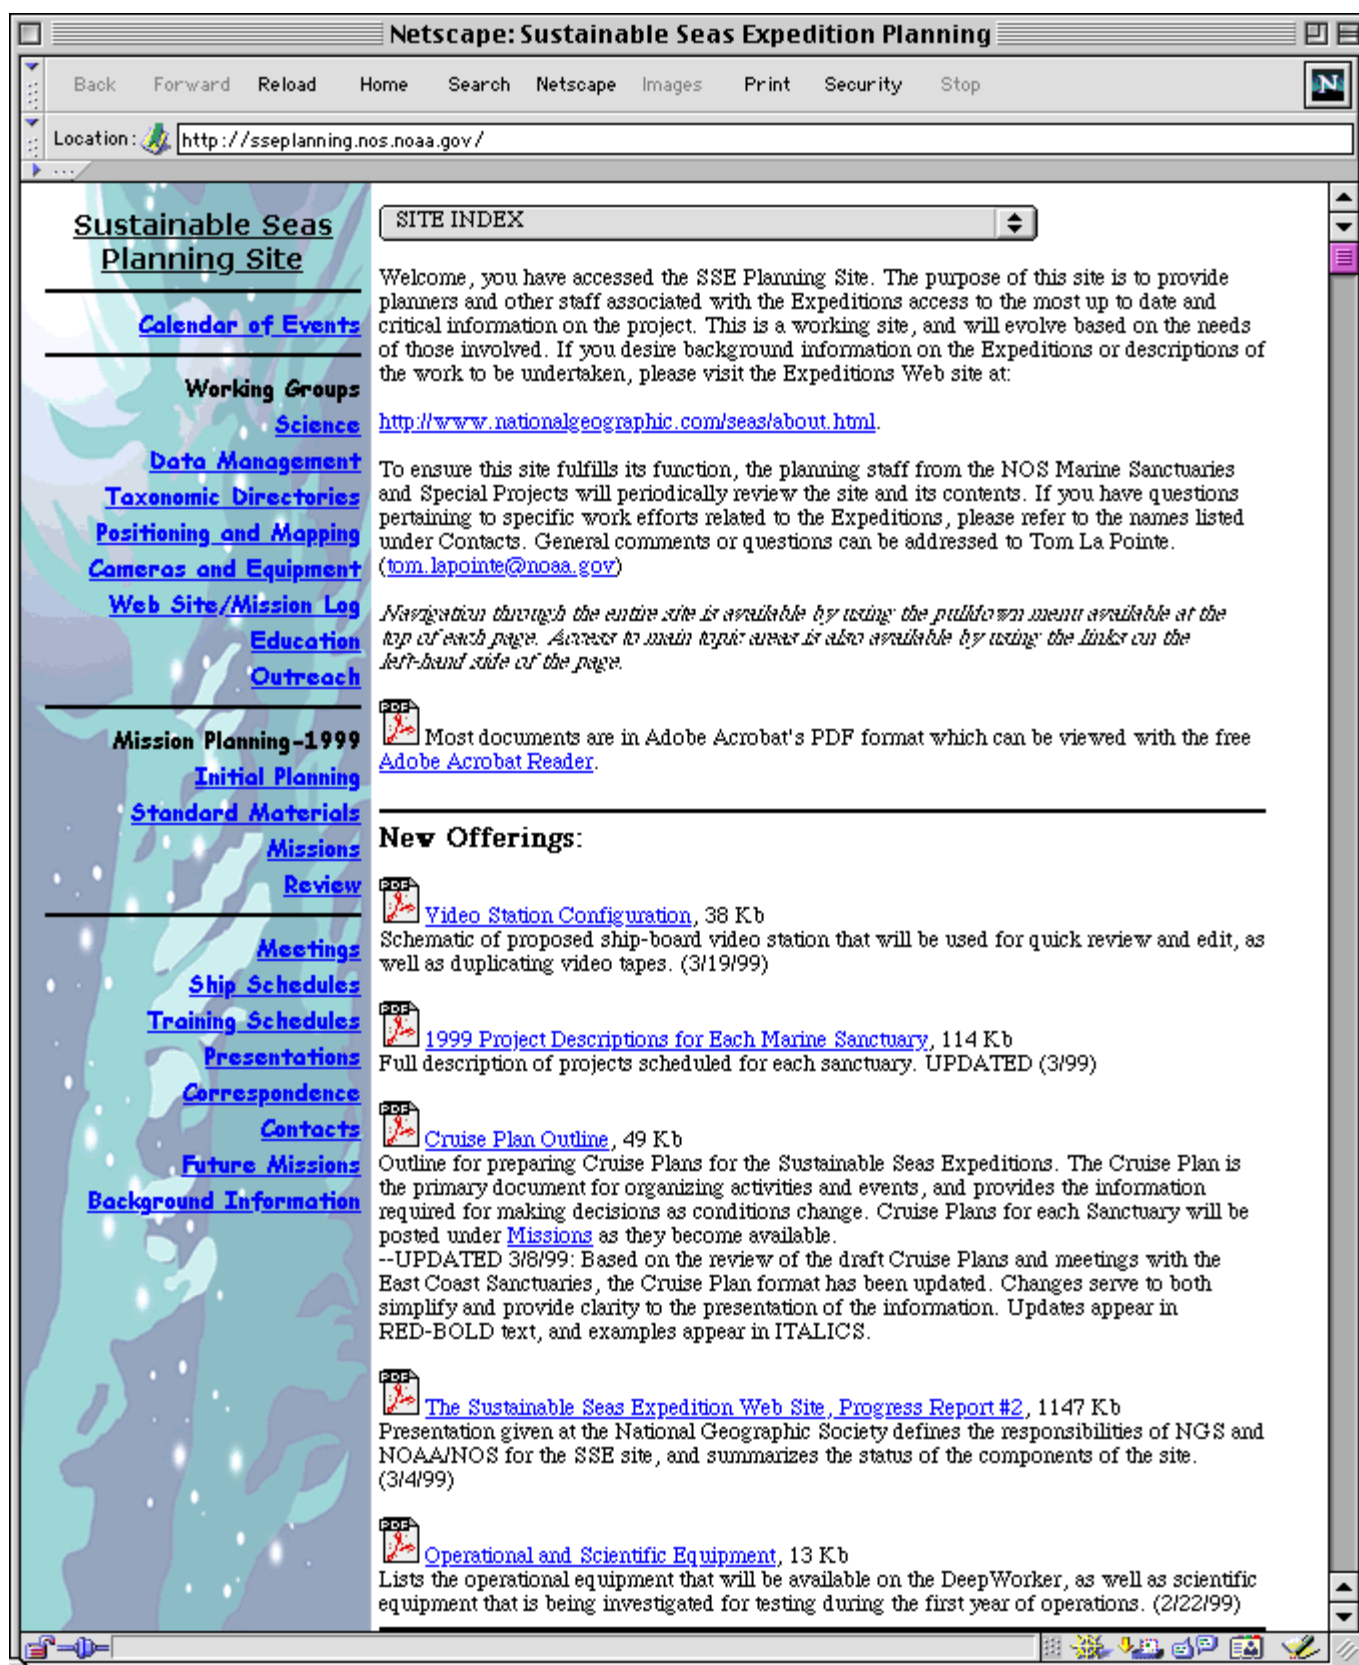 Netscape: Sustainable Seas Expedition Planning
Back Forward Reload Home Search Netscape Images Print Security Stop
N
Location: http://sseplanning.nos.noaa.gov/
...
Sustainable Seas
Planning Site
Calendar of Events
Working Groups
Science
Data Management
Taxonomic Directories
Positioning and Mapping
Cameras and Equipment
Web Site/Mission Log
Education
Outreach
Mission Planning-1999
Initial Planning
Standard Materials
Missions
Review
Meetings
Ship Schedules
Training Schedules
Presentations
Correspondence
Contacts
Future Missions
Background Information
SITE INDEX
Welcome, you have accessed the SSE Planning Site. The purpose of this site is to provide
planners and other staff associated with the Expeditions access to the most up to date and
critical information on the project. This is a working site, and will evolve based on the needs
of those involved. If you desire background information on the Expeditions or descriptions of
the work to be undertaken, please visit the Expeditions Web site at:
http://www.nationalgeographic.com/seas/about.html.
To ensure this site fulfills its function, the planning staff from the NOS Marine Sanctuaries
and Special Projects will periodically review the site and its contents. If you have questions
pertaining to specific work efforts related to the Expeditions, please refer to the names listed
under Contacts. General comments or questions can be addressed to Tom La Pointe.
(tom.lapointe@noaa.gov)
Navigation through the entire site is available by using the pulldown menu available at the
top of each page. Access to main topic areas is also available by using the links on the
left-hand side of the page.
PDF
Most documents are in Adobe Acrobat's PDF format which can be viewed with the free
Adobe Acrobat Reader.
New Offerings:
PDF
Video Station Configuration, 38 Kb
Schematic of proposed ship-board video station that will be used for quick review and edit, as
well as duplicating video tapes. (3/19/99)
PDF
1999 Project Descriptions for Each Marine Sanctuary, 114 Kb
Full description of projects scheduled for each sanctuary. UPDATED (3/99)
PDF
Cruise Plan Outline, 49 Kb
Outline for preparing Cruise Plans for the Sustainable Seas Expeditions. The Cruise Plan is
the primary document for organizing activities and events, and provides the information
required for making decisions as conditions change. Cruise Plans for each Sanctuary will be
posted under Missions as they become available.
--UPDATED 3/8/99: Based on the review of the draft Cruise Plans and meetings with the
East Coast Sanctuaries, the Cruise Plan format has been updated. Changes serve to both
simplify and provide clarity to the presentation of the information. Updates appear in
RED-BOLD text, and examples appear in ITALICS.
PDF
The Sustainable Seas Expedition Web Site, Progress Report #2, 1147 Kb
Presentation given at the National Geographic Society defines the responsibilities of NGS and
NOAA/NOS for the SSE site, and summarizes the status of the components of the site.
(3/4/99)
PDF
Operational and Scientific Equipment, 13 Kb
Lists the operational equipment that will be available on the DeepWorker, as well as scientific
equipment that is being investigated for testing during the first year of operations. (2/22/99)